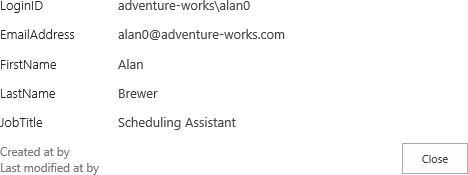 LoginID adventure-works\alan0
EmailAddress alan0@adventure-works.com
FirstName Alan
LastName Brewer
JobTitle Scheduling Assistant
Created at by
Last modified at by
Close